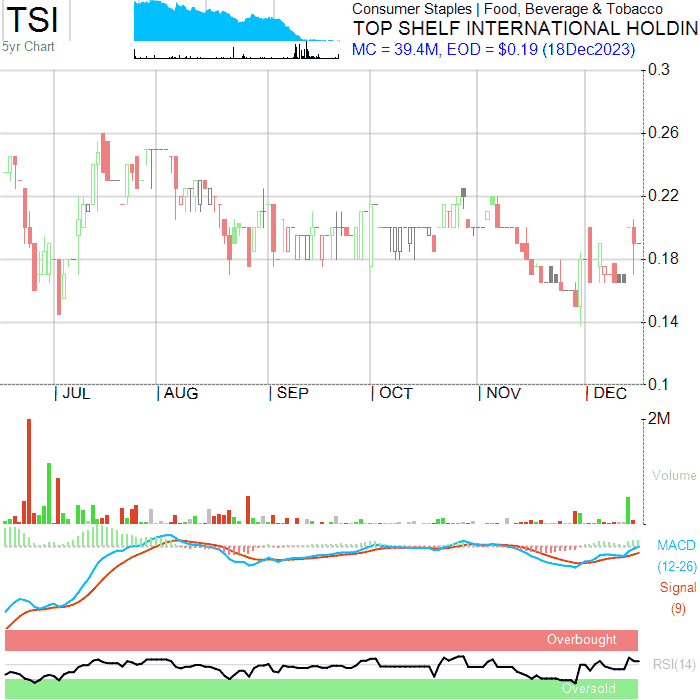 TSI
5yr Chart
Consumer Staples | Food, Beverage & Tobacco
TOP SHELF INTERNATIONAL HOLDIN
MC = 39.4M, EOD = $0.19 (18Dec2023)
0.3
0.26
0.22
0.18
0.14
0.1
JUL
AUG
SEP
OCT
NOV
DEC
2M
Volume
MACD
(12-26)
Signal
(9)
Overbought
RSI(14)
Oversold